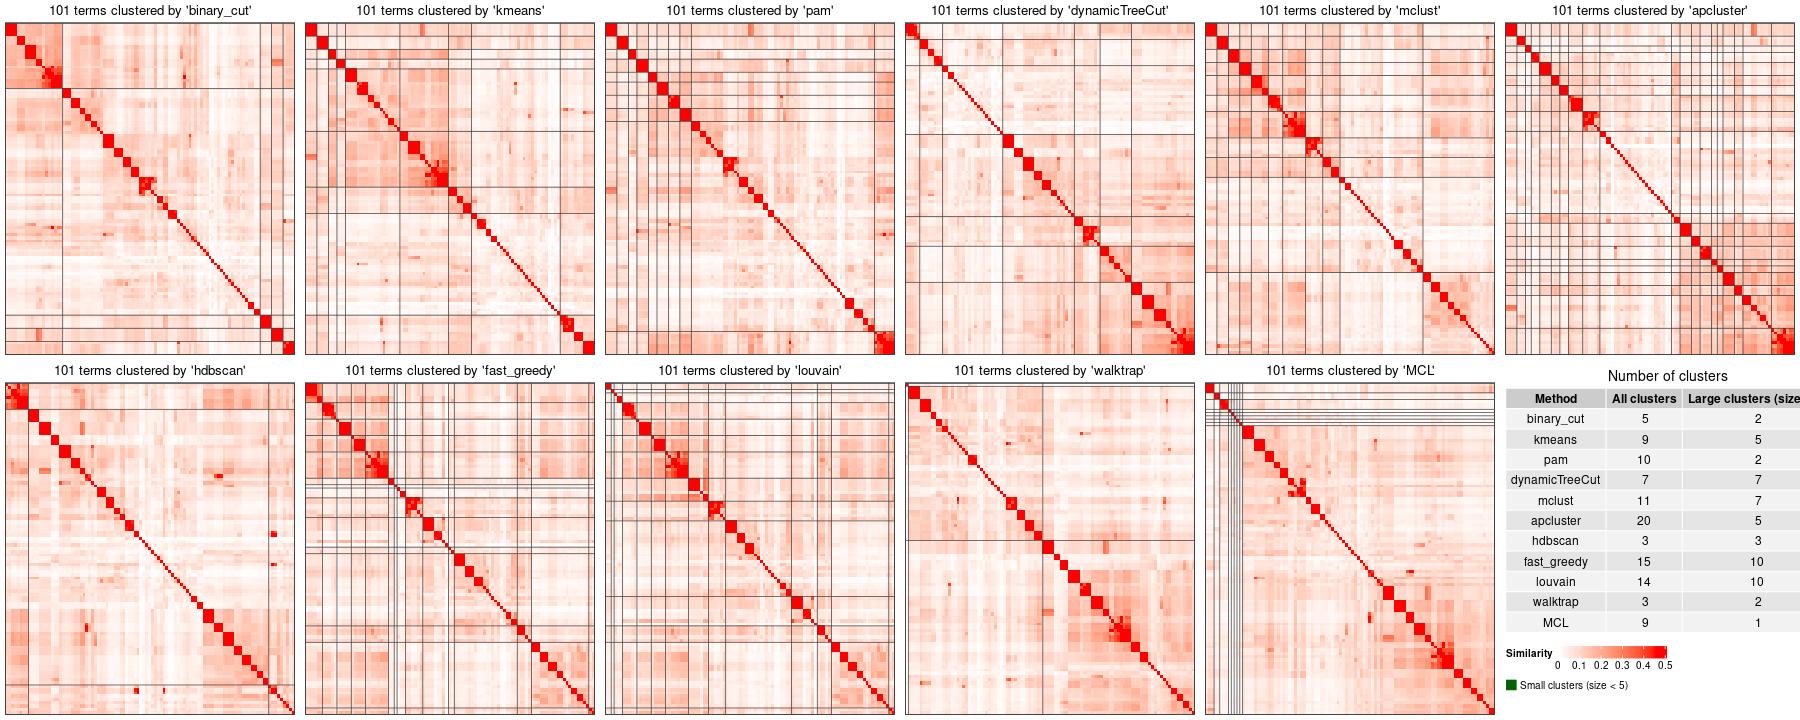 101 terms clustered by 'binary_cut'
101 terms clustered by 'kmeans'
101 terms clustered by 'pam'
101 terms clustered by 'dynamicTreeCut'
101 terms clustered by 'mclust'
101 terms clustered by 'apcluster'
101 terms clustered by 'hdbscan'
101 terms clustered by 'fast_greedy'
101 terms clustered by 'louvain'
101 terms clustered by 'walktrap'
101 terms clustered by 'MCL'
Number of clusters
Method All clusters Large clusters (size
binary_cut 5 2
kmeans 9 5
pam 10 2
dynamicTreeCut 7 7
mclust 11 7
apcluster 20 5
hdbscan 3 3
fast_greedy 15 10
louvain 14 10
walktrap 3 2
MCL 9 1
Similarity
0 0.1 0.2 0.3 0.4 0.5
Small clusters (size < 5)